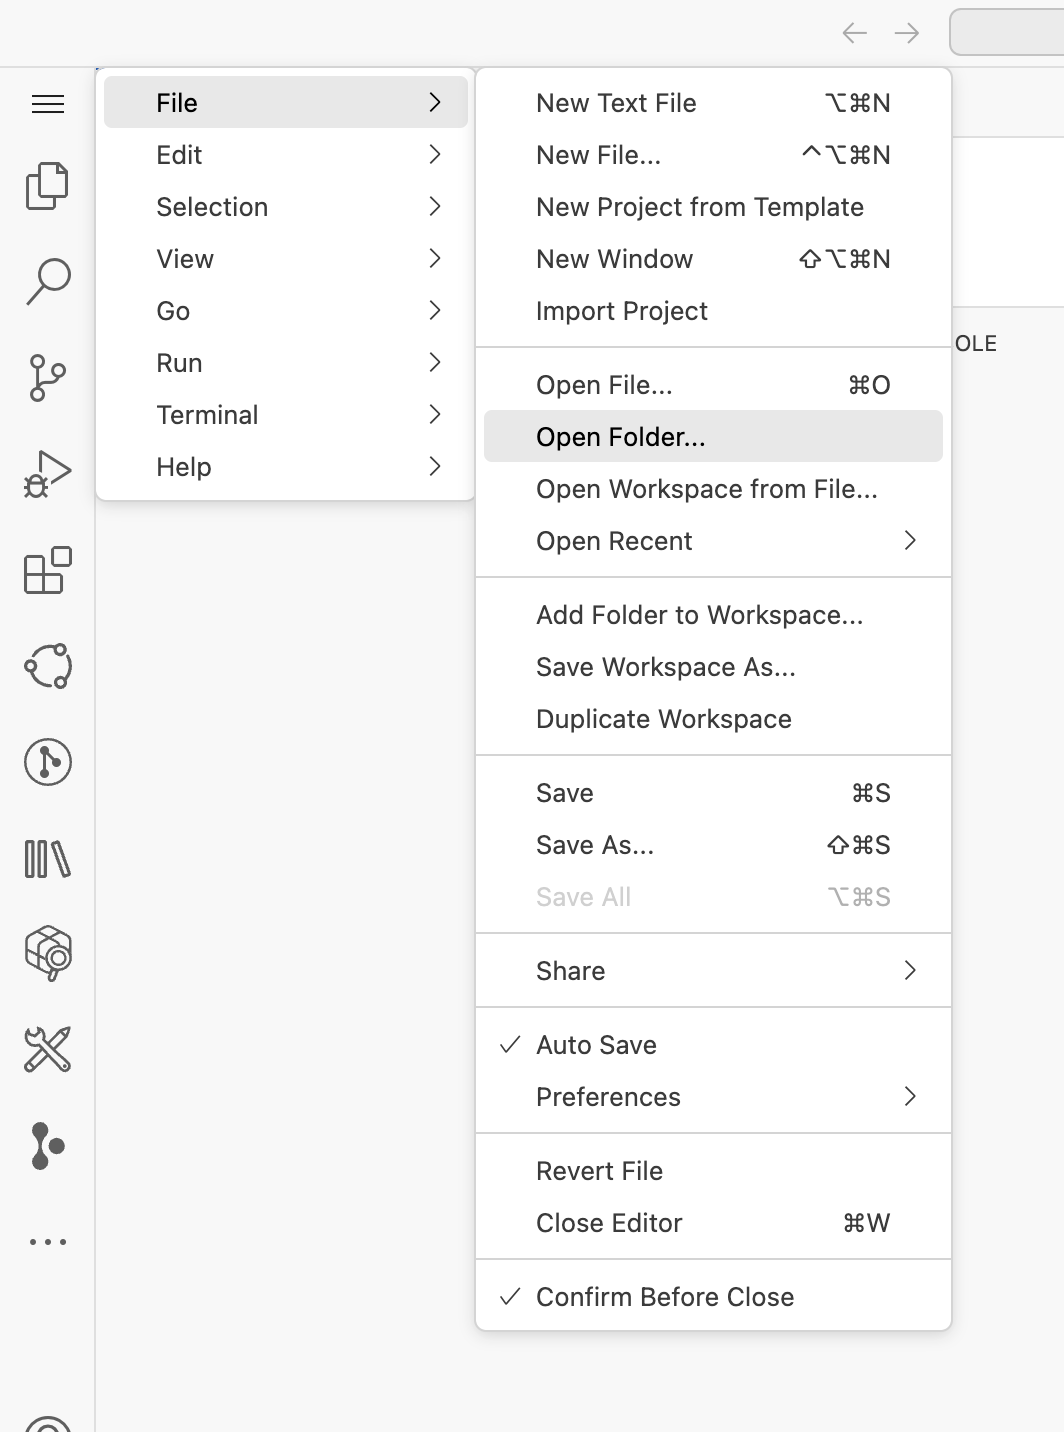 File
Edit
Selection
View
Go
Run
Terminal
Help
New Text File ⌥⌘N
New File... ^⌥⌘N
New Project from Template
New Window ⇧⌥⌘N
Import Project
Open File... ⌘O
Open Folder...
Open Workspace from File...
Open Recent
Add Folder to Workspace...
Save Workspace As...
Duplicate Workspace
Save ⌘S
Save As... ⇧⌘S
Save All ⌥⌘S
Share
Auto Save
Preferences
Revert File
Close Editor ⌘W
Confirm Before Close
OLE